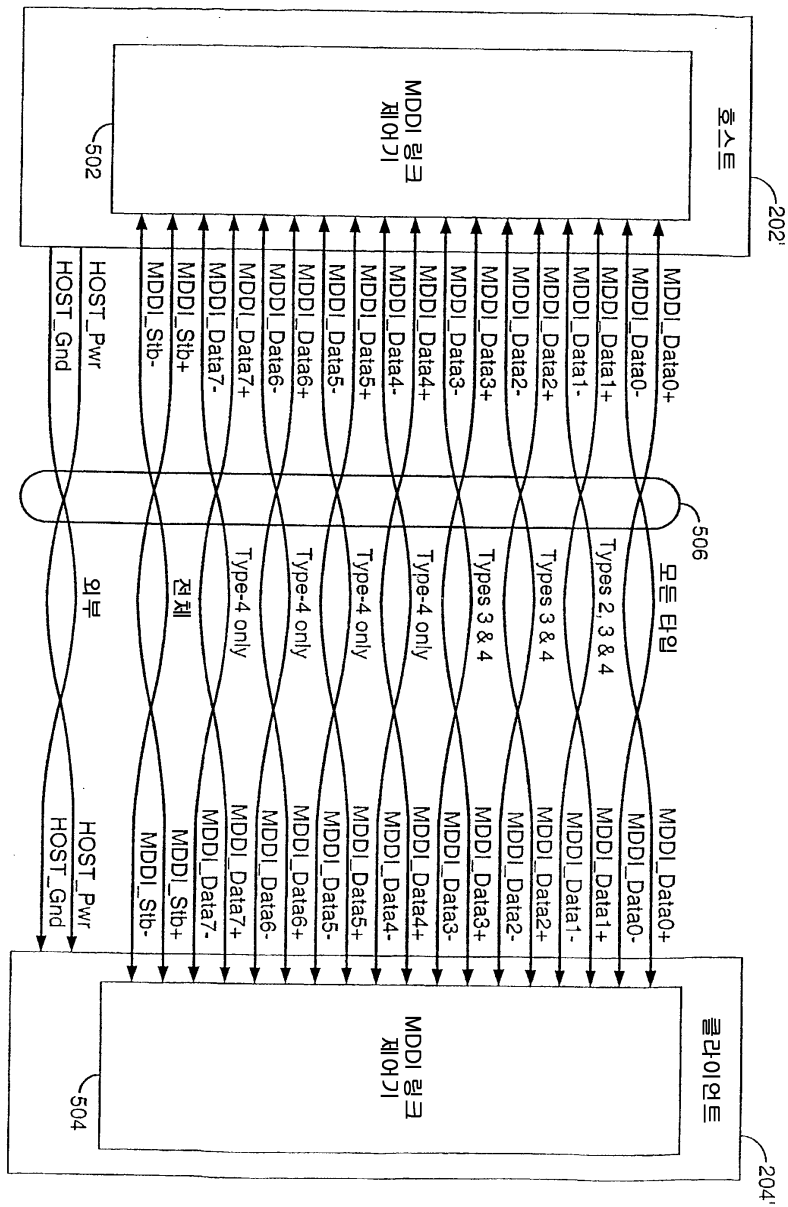 호스트
202'
MDDI 링크
제어기
502
MDDI_Data0+
MDDI_Data0-
MDDI_Data1+
MDDI_Data1-
MDDI_Data2+
MDDI_Data2-
MDDI_Data3+
MDDI_Data3-
MDDI_Data4+
MDDI_Data4-
MDDI_Data5+
MDDI_Data5-
MDDI_Data6+
MDDI_Data6-
MDDI_Data7+
MDDI_Data7-
MDDI_Stb+
MDDI_Stb-
HOST_Pwr
HOST_Gnd
506
모든 타입
Types 2, 3 & 4
Types 3 & 4
Types 3 & 4
Type-4 only
Type-4 only
Type-4 only
Type-4 only
전체
외부
MDDI_Data0+
MDDI_Data0-
MDDI_Data1+
MDDI_Data1-
MDDI_Data2+
MDDI_Data2-
MDDI_Data3+
MDDI_Data3-
MDDI_Data4+
MDDI_Data4-
MDDI_Data5+
MDDI_Data5-
MDDI_Data6+
MDDI_Data6-
MDDI_Data7+
MDDI_Data7-
MDDI_Stb+
MDDI_Stb-
HOST_Pwr
HOST_Gnd
클라이언트
204'
MDDI 링크
제어기
504